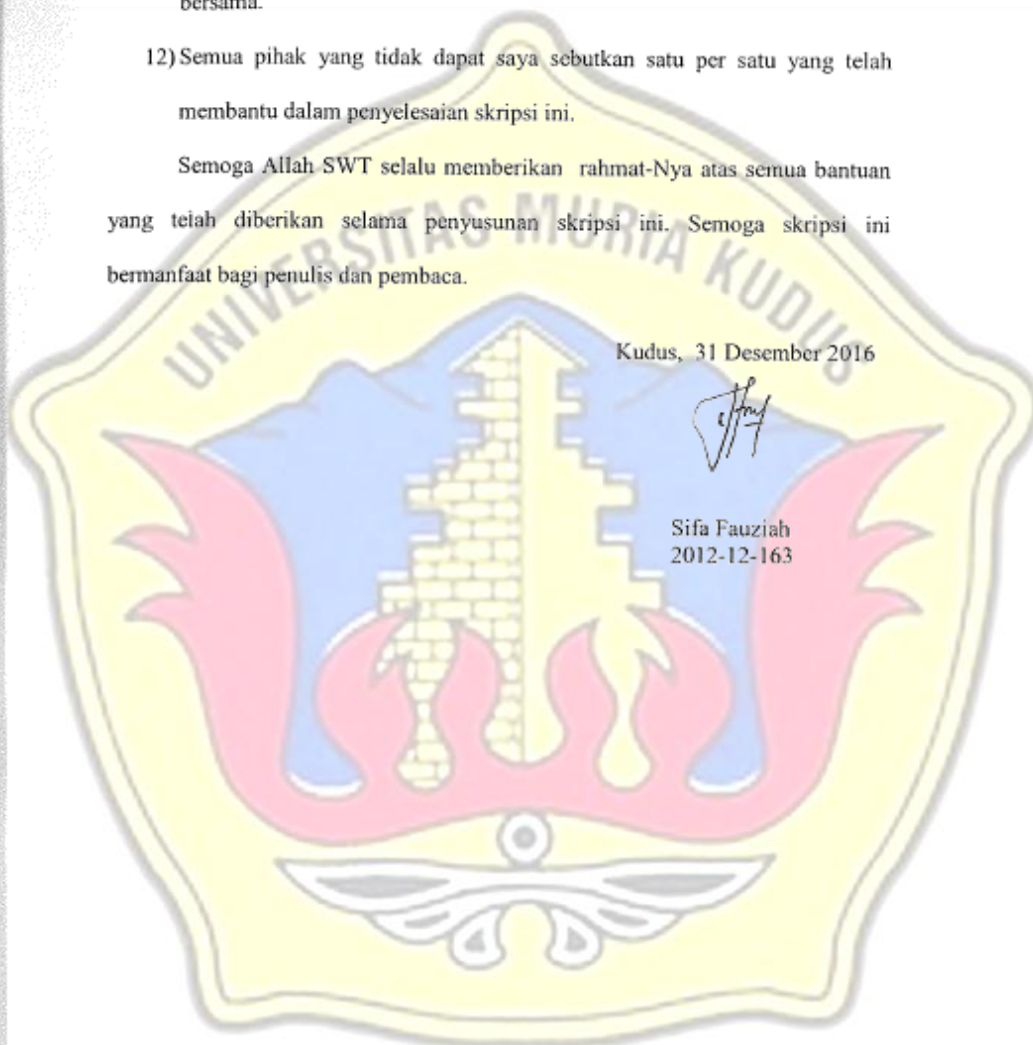 bersama.
12) Semua pihak yang tidak dapat saya sebutkan satu per satu yang telah
membantu dalam penyelesaian skripsi ini.
Semoga Allah SWT selalu memberikan rahmat-Nya atas semua bantuan
yang telah diberikan selama penyusunan skripsi ini. Semoga skripsi ini
bermanfaat bagi penulis dan pembaca.
UNIVERSITAS MURIA KUDUS
Kudus, 31 Desember 2016
Sifa Fauziah
2012-12-163